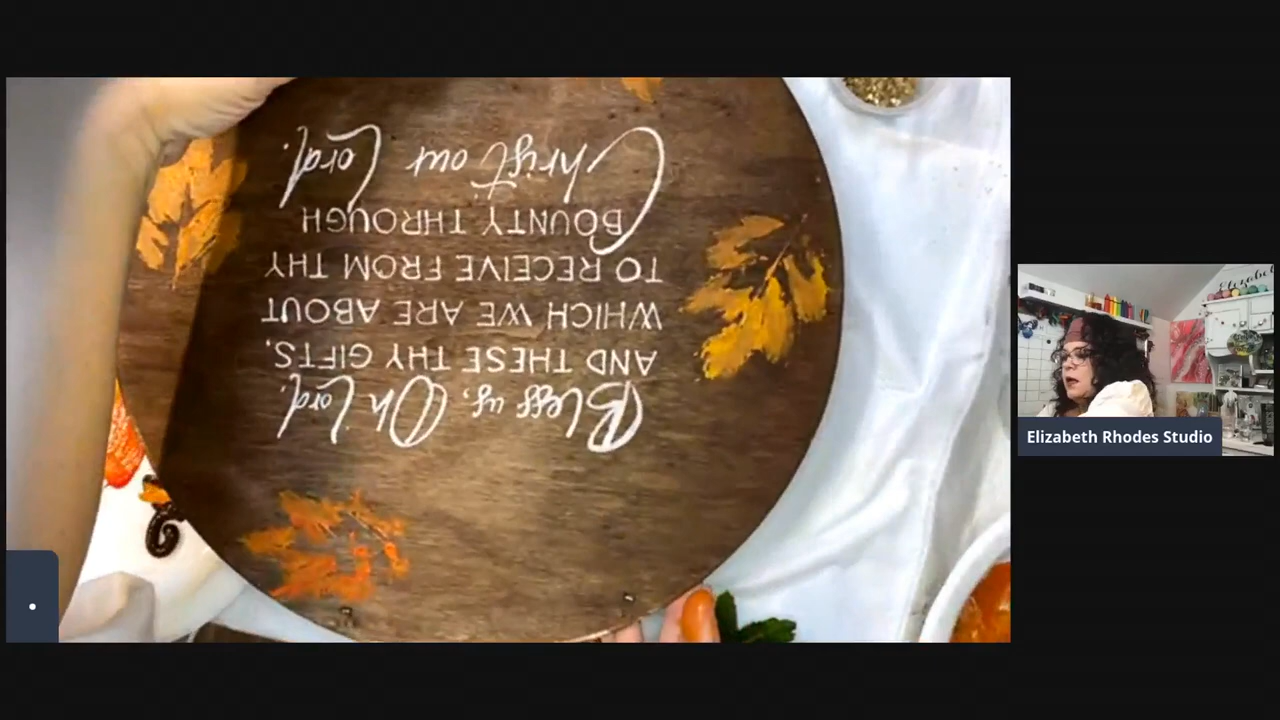 Bless us, Oh Lord,
AND THESE THY GIFTS,
WHICH WE ARE ABOUT
TO RECEIVE FROM THY
BOUNTY THROUGH
Christ our Lord.
Elizabeth Rhodes Studio